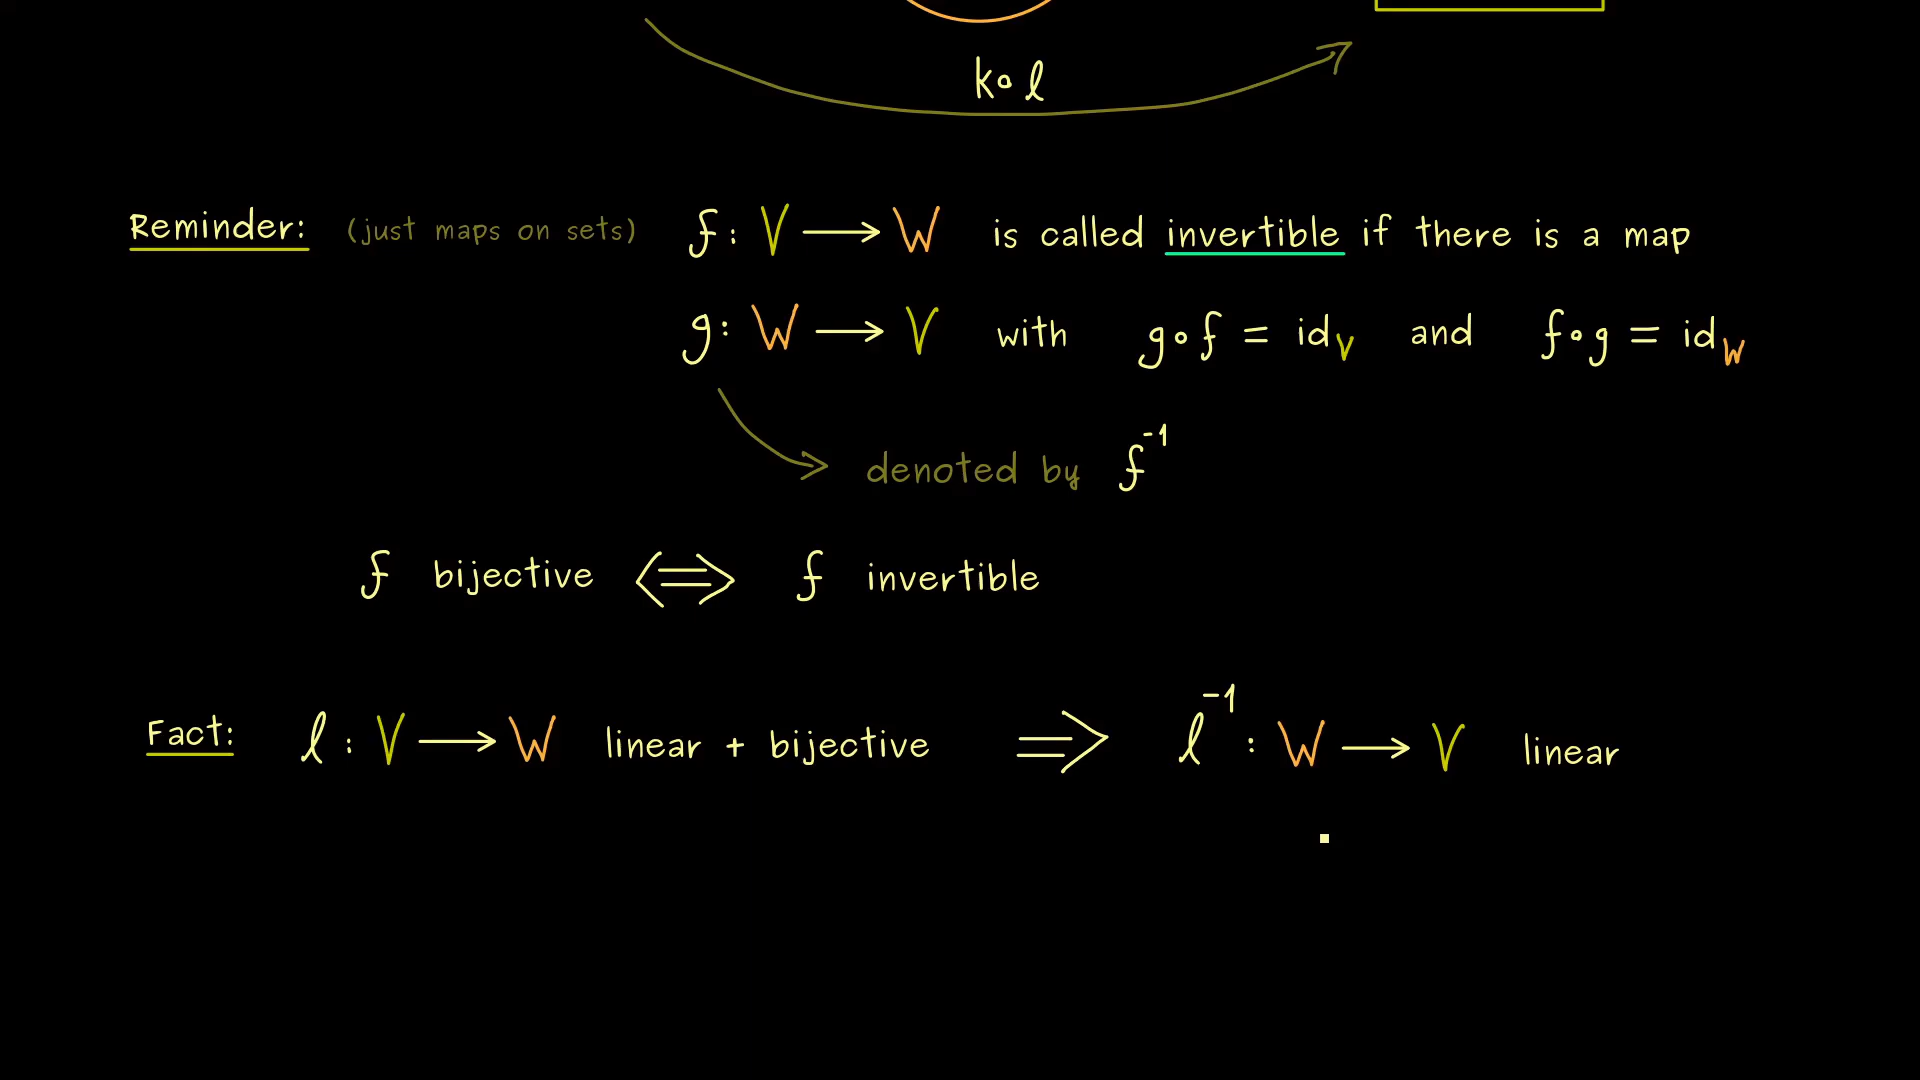 k∘l
Reminder: (just maps on sets) f: V ⟶ W is called invertible if there is a map
g: W ⟶ V with g∘f = id_V and f∘g = id_W
denoted by f⁻¹
f bijective ⟺ f invertible
Fact: l: V ⟶ W linear + bijective ⟹ l⁻¹: W ⟶ V linear